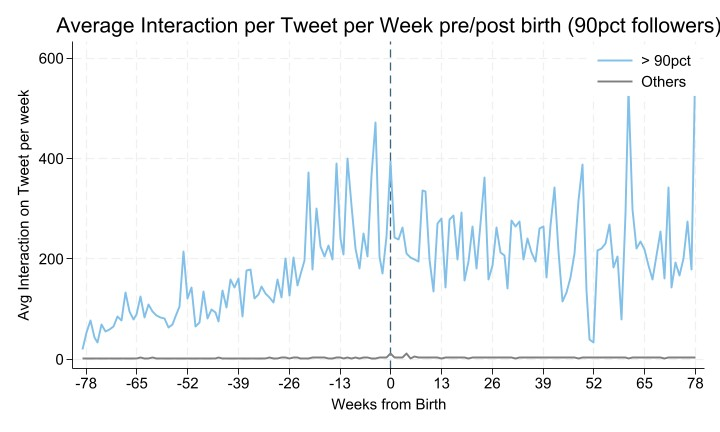 Average Interaction per Tweet per Week pre/post birth (90pct followers)
> 90pct
Others
Avg Interaction on Tweet per week
600
400
200
0
-78 -65 -52 -39 -26 -13 0 13 26 39 52 65 78
Weeks from Birth